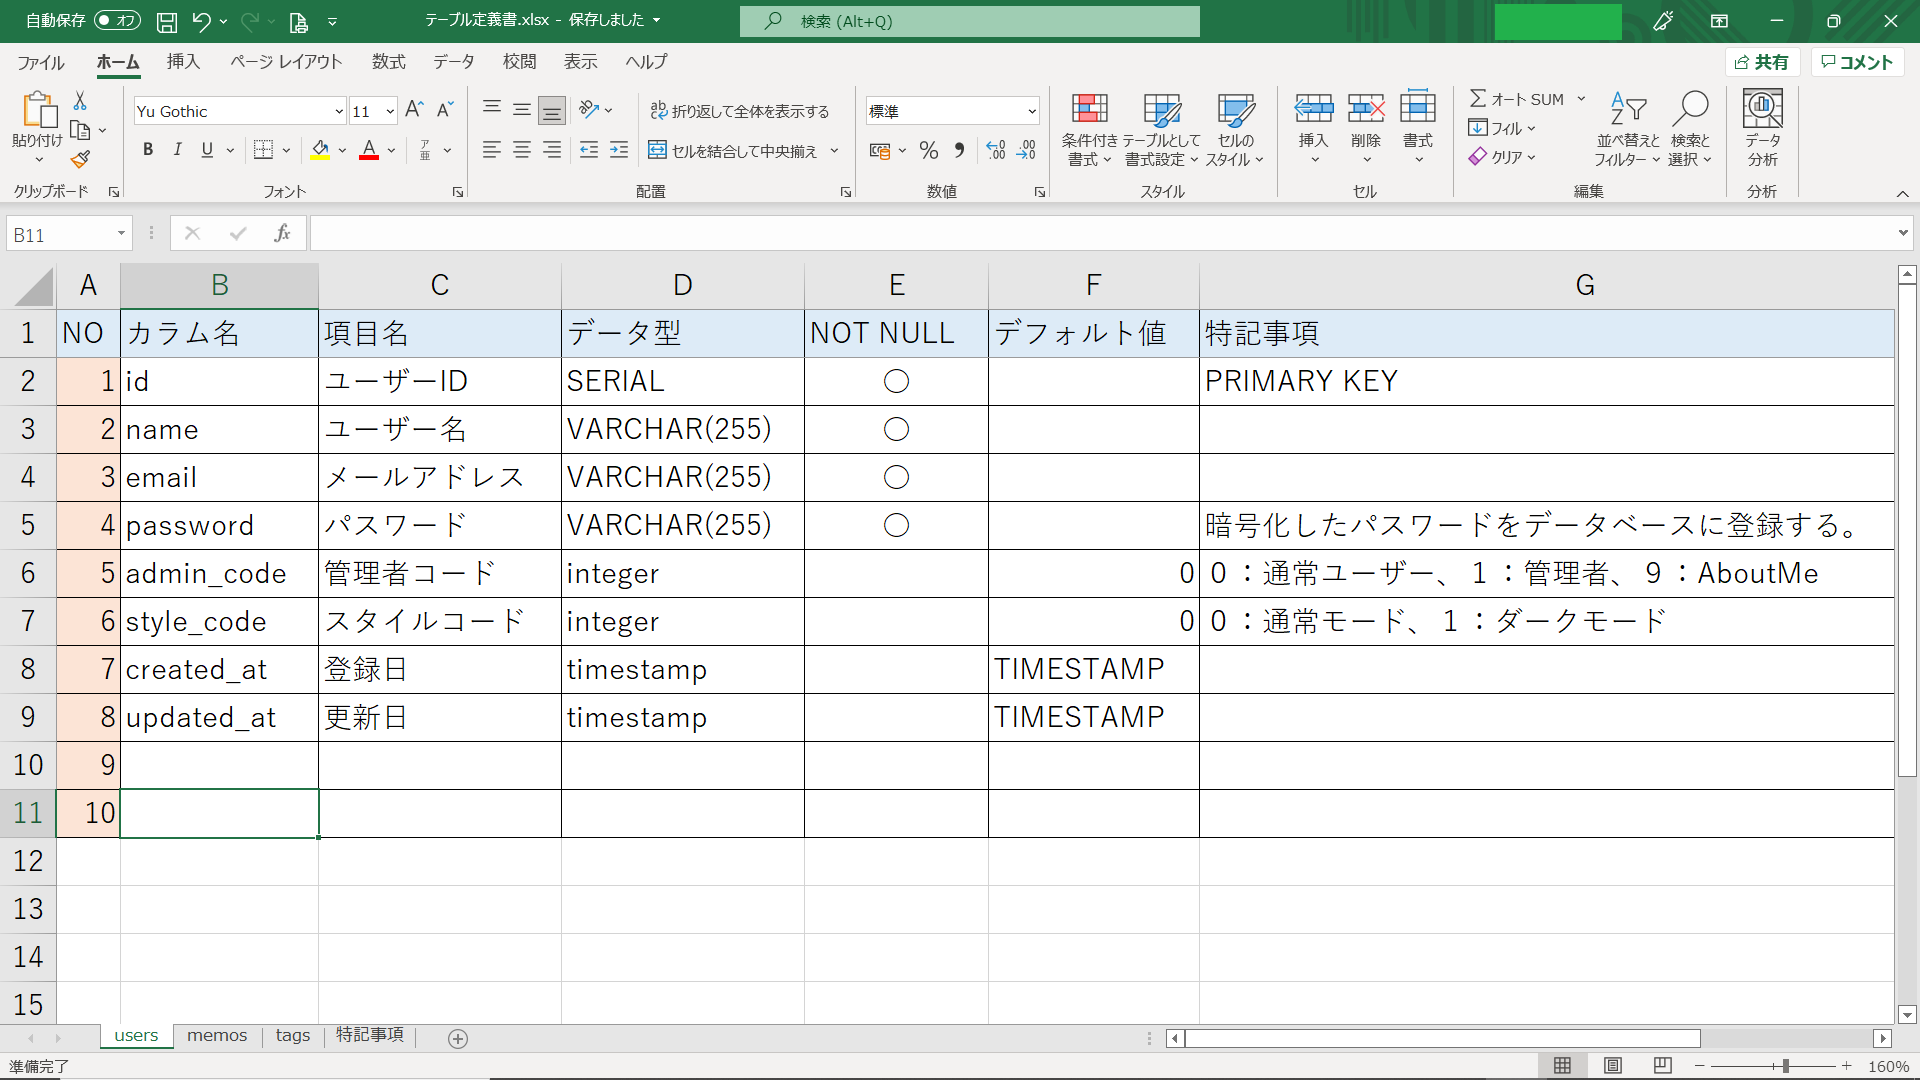 自動保存 オフ テーブル定義書.xlsx - 保存しました 検索 (Alt+Q)
ファイル ホーム 挿入 ページ レイアウト 数式 データ 校閲 表示 ヘルプ 共有 コメント
貼り付け
クリップボード
Yu Gothic 11
B I U A ア亜
フォント
折り返して全体を表示する
セルを結合して中央揃え
配置
標準
数値
条件付き書式
テーブルとして書式設定
セルのスタイル
スタイル
挿入 削除 書式
セル
オート SUM
フィル
クリア
並べ替えとフィルター
検索と選択
編集
データ分析
分析
B11 fx
A B C D E F G
1 NO カラム名 項目名 データ型 NOT NULL デフォルト値 特記事項
2 1 id ユーザーID SERIAL 〇 PRIMARY KEY
3 2 name ユーザー名 VARCHAR(255) 〇
4 3 email メールアドレス VARCHAR(255) 〇
5 4 password パスワード VARCHAR(255) 〇 暗号化したパスワードをデータベースに登録する。
6 5 admin_code 管理者コード integer 0 0：通常ユーザー、1：管理者、9：AboutMe
7 6 style_code スタイルコード integer 0 0：通常モード、1：ダークモード
8 7 created_at 登録日 timestamp TIMESTAMP
9 8 updated_at 更新日 timestamp TIMESTAMP
10 9
11 10
12
13
14
15
users memos tags 特記事項
準備完了 160%